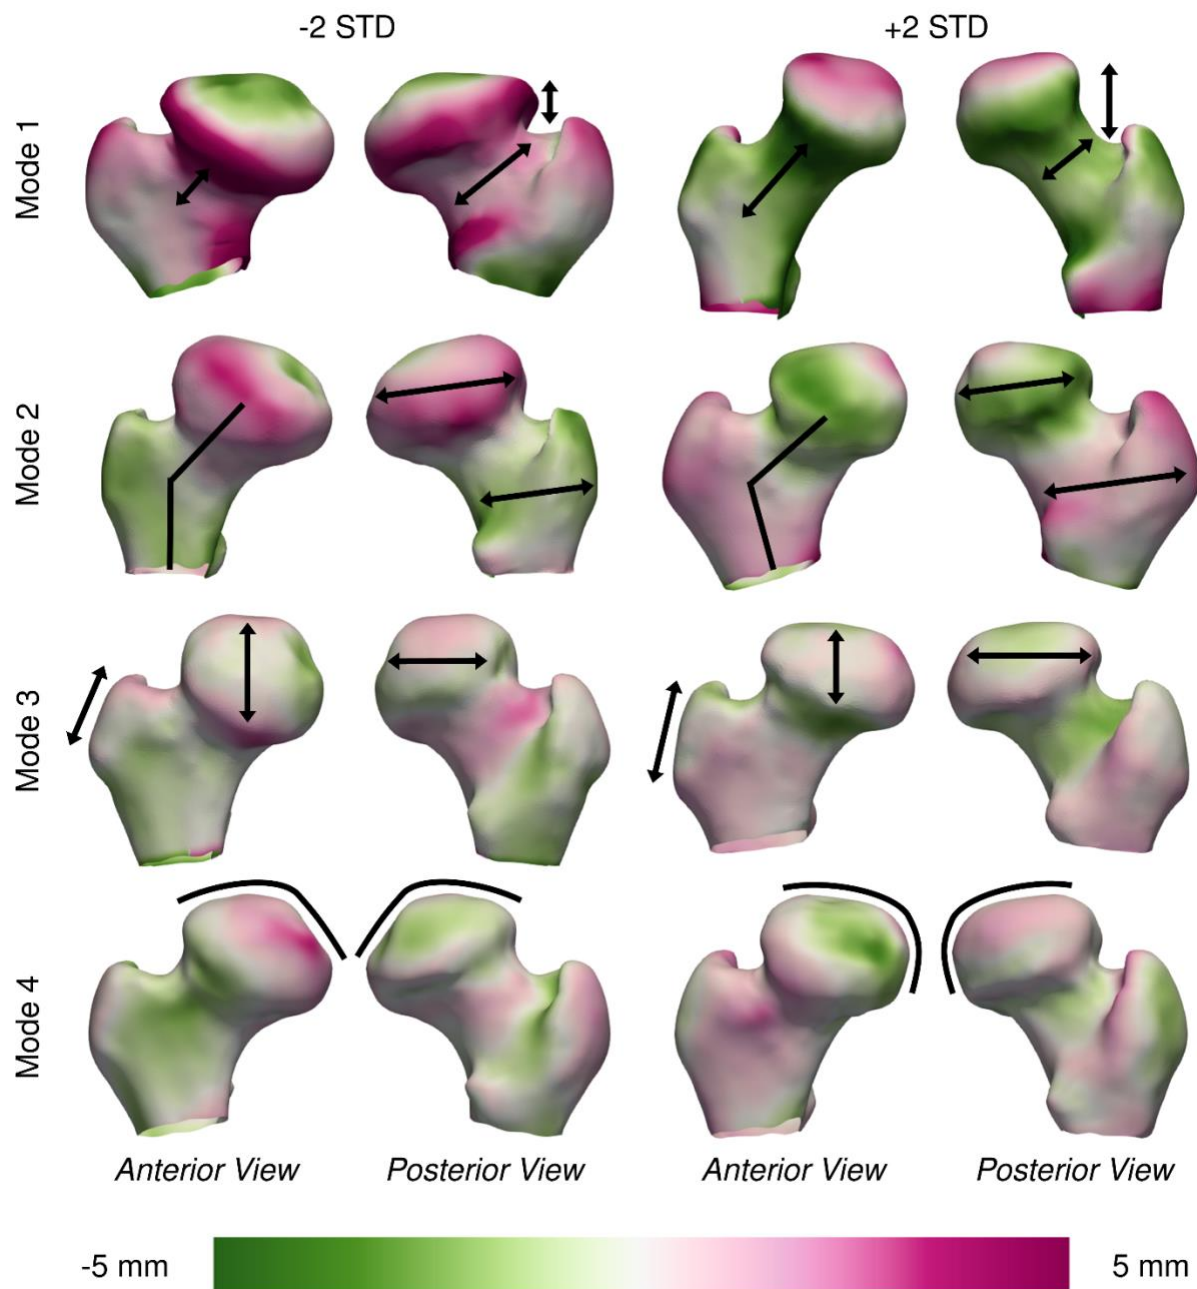 -2 STD
+2 STD
Mode 1
Mode 2
Mode 3
Mode 4
Anterior View
Posterior View
Anterior View
Posterior View
-5 mm
5 mm